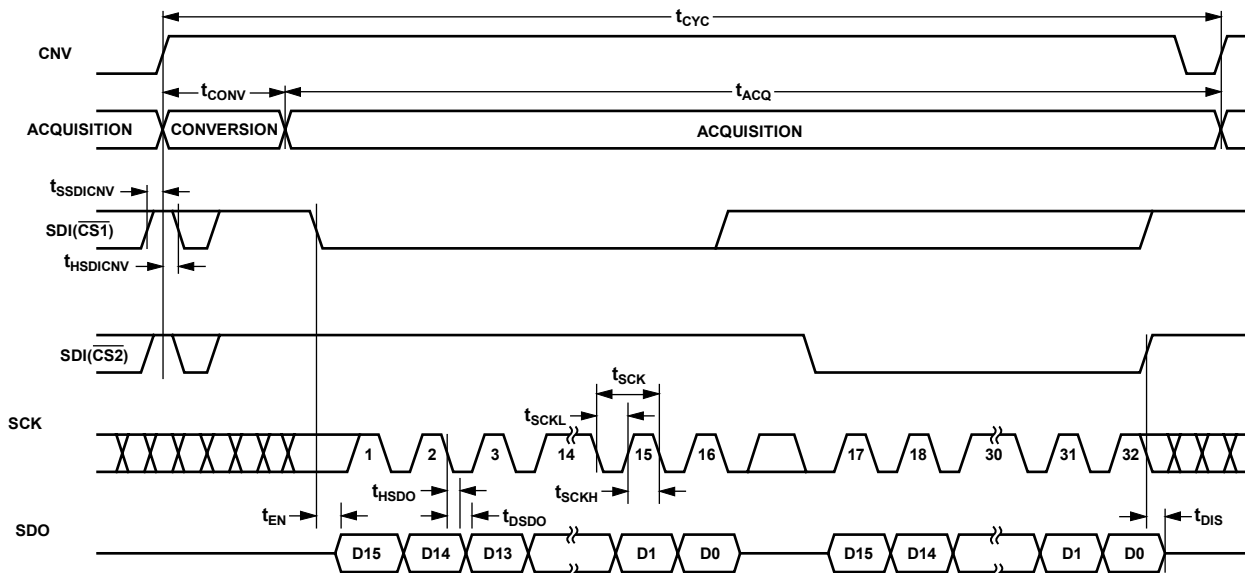 tCYC
CNV
tCONV
tACQ
ACQUISITION
CONVERSION
ACQUISITION
tSSDICNV
SDI(CS1)
tHSDICNV
SDI(CS2)
tSCK
tSCKL
SCK
1 2 3 14 15 16 17 18 30 31 32
tHSDO
tSCKH
tEN
tDSDO
tDIS
SDO
D15 D14 D13 D1 D0 D15 D14 D1 D0